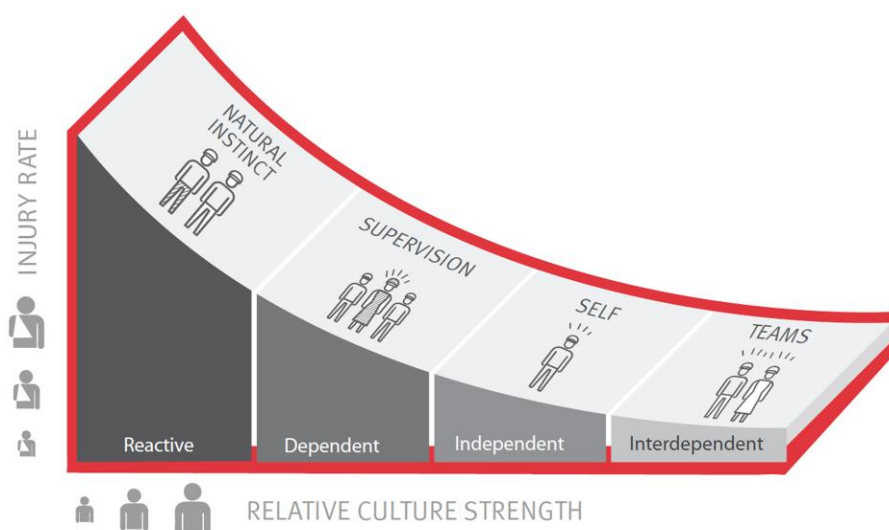 NATURAL
INSTINCT
SUPERVISION
SELF
TEAMS
INJURY RATE
Reactive
Dependent
Independent
Interdependent
RELATIVE CULTURE STRENGTH